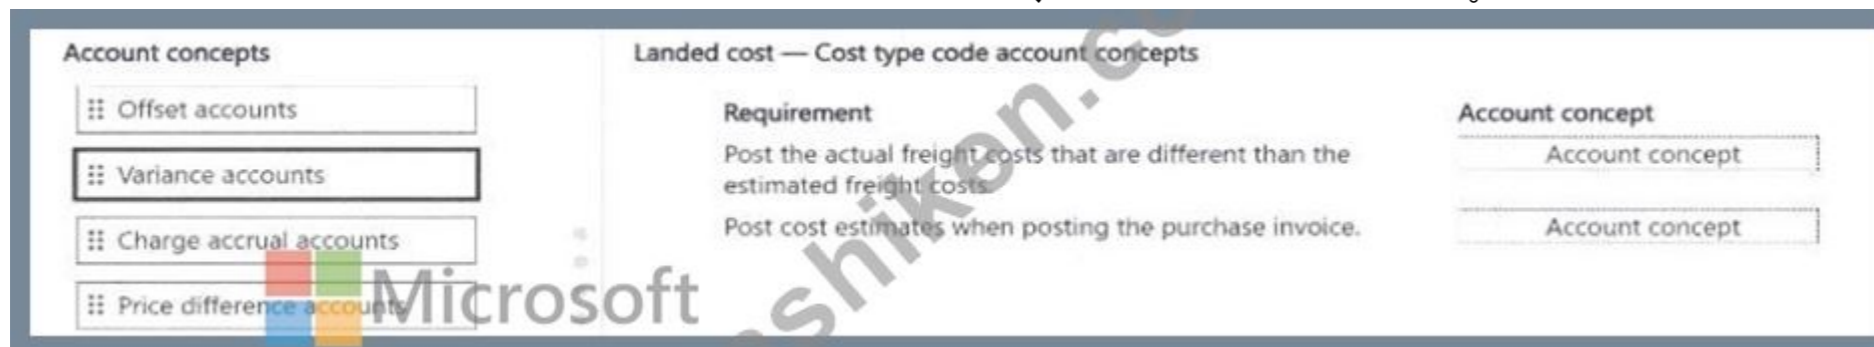 Account concepts
Offset accounts
Variance accounts
Charge accrual accounts
Price difference accounts
Landed cost — Cost type code account concepts
Requirement
Account concept
Post the actual freight costs that are different than the
estimated freight costs.
Account concept
Post cost estimates when posting the purchase invoice.
Account concept
Microsoft
shiken.co